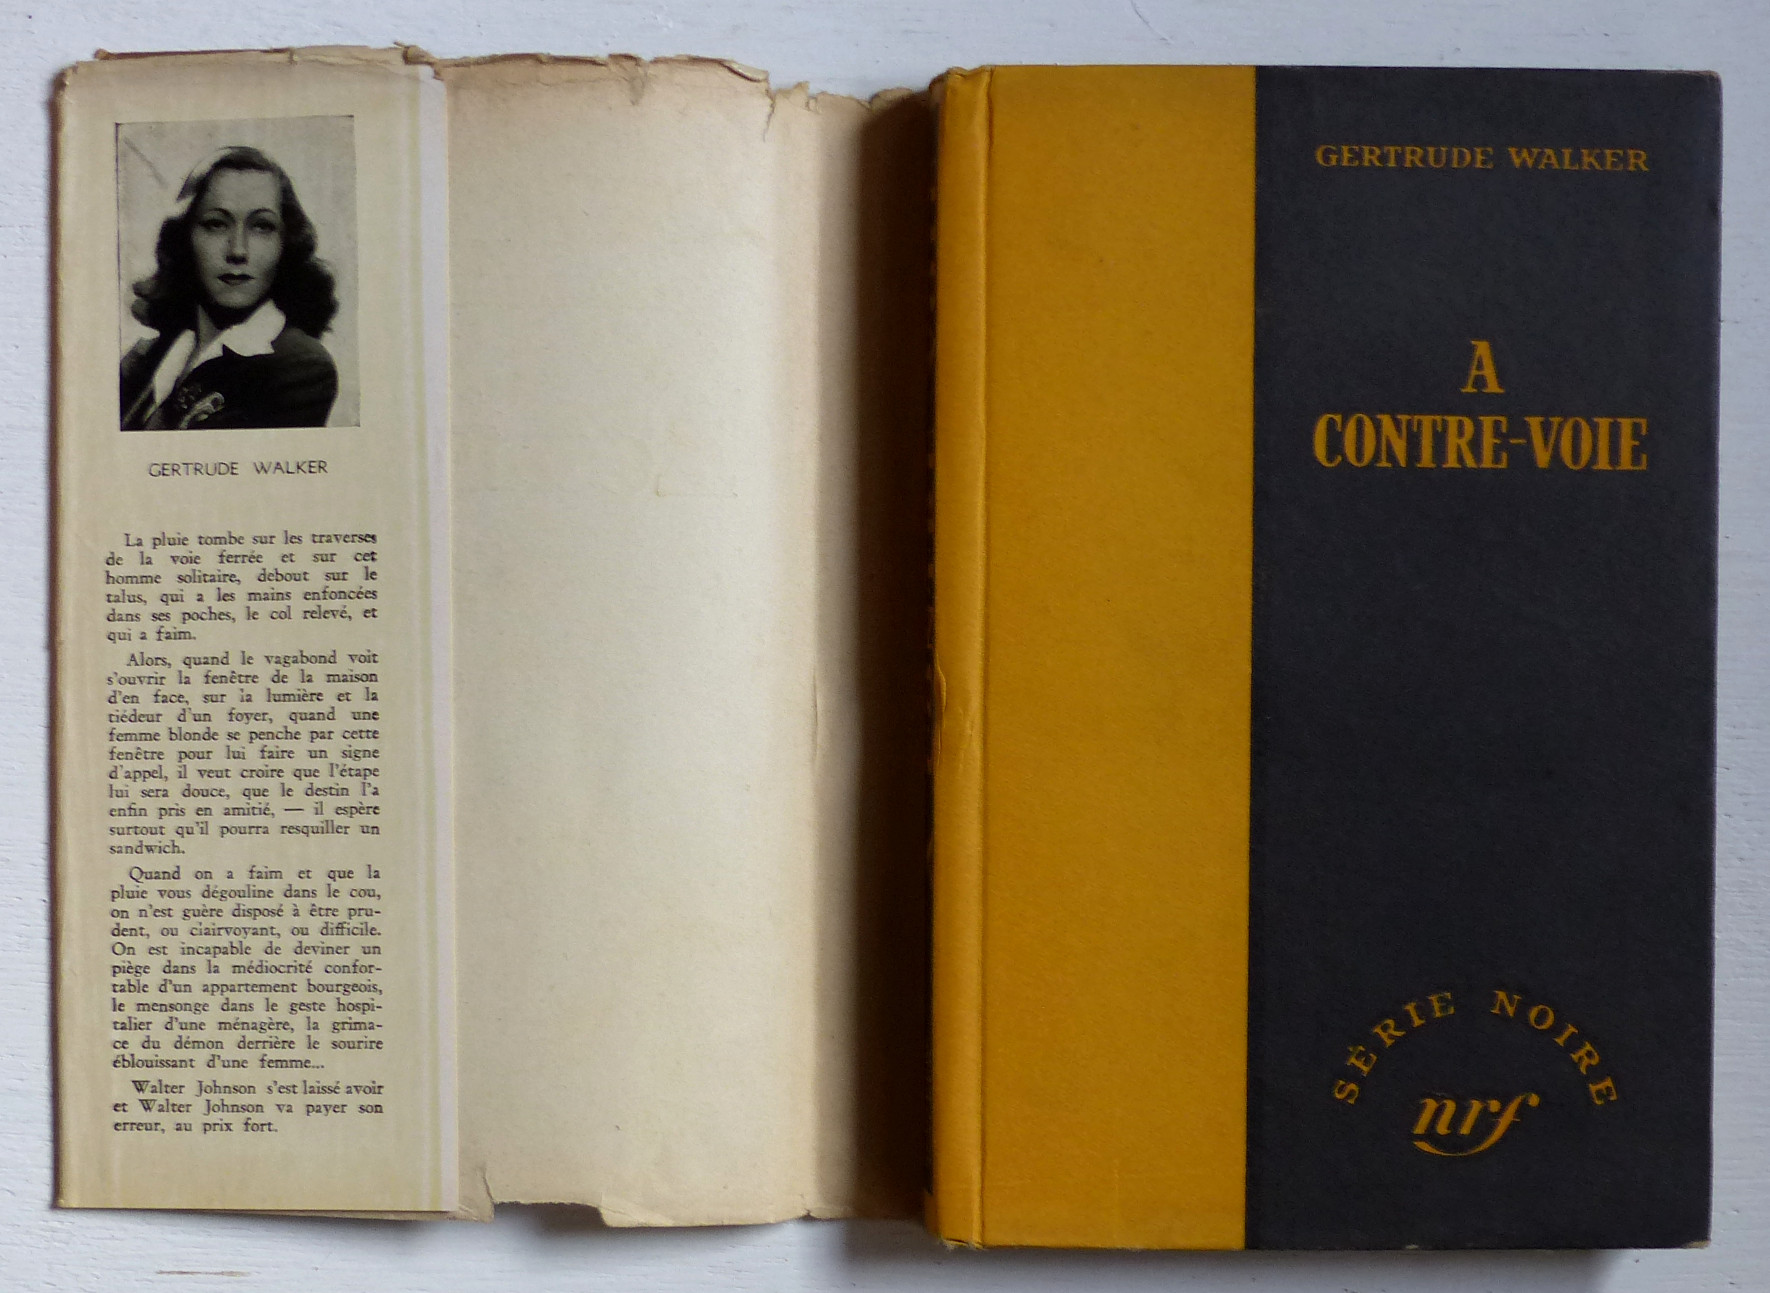 GERTRUDE WALKER
La pluie tombe sur les traverses
de la voie ferrée et sur cet
homme solitaire, debout sur le
talus, qui a les mains enfoncées
dans ses poches, le col relevé, et
qui a faim.
Alors, quand le vagabond voit
s'ouvrir la fenêtre de la maison
d'en face, sur la lumière et la
tiédeur d'un foyer, quand une
femme blonde se penche par cette
fenêtre pour lui faire un signe
d'appel, il veut croire que l'étape
lui sera douce, que le destin l'a
enfin pris en amitié, — il espère
surtout qu'il pourra resquiller un
sandwich.
Quand on a faim et que la
pluie vous dégouline dans le cou,
on n'est guère disposé à être pru-
dent, ou clairvoyant, ou difficile.
On est incapable de deviner un
piège dans la médiocrité confor-
table d'un appartement bourgeois,
le mensonge dans le geste hospi-
talier d'une ménagère, la grima-
ce du démon derrière le sourire
éblouissant d'une femme...
Walter Johnson s'est laissé avoir
et Walter Johnson va payer son
erreur, au prix fort.
GERTRUDE WALKER
A
CONTRE-VOIE
SÉRIE NOIRE
nrf